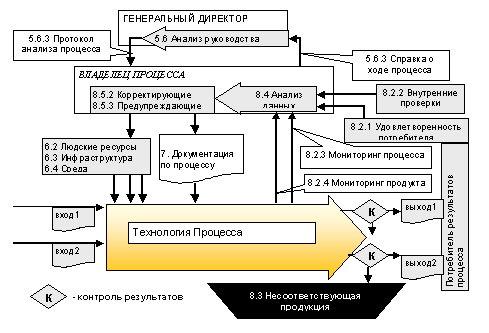 ГЕНЕРАЛЬНЫЙ ДИРЕКТОР
5.6 Анализ руководства
5.6.3 Протокол
анализа процесса
5.6.3 Справка о
ходе процесса
ВЛАДЕЛЕЦ ПРОЦЕССА
8.5.2 Корректирующие
8.5.3 Предупреждающие
8.4 Анализ
данных
8.2.2 Внутренние
проверки
8.2.1 Удовлетворенность
потребителя
6.2 Людские ресурсы
6.3 Инфраструктура
6.4 Среда
7. Документация
по процессу
8.2.3 Мониторинг процесса
8.2.4 Мониторинг продукта
вход1
вход2
Технология Процесса
К
К
выход1
выход2
Потребитель результатов
процесса
К
- контроль результатов
8.3 Несоответствующая
продукция